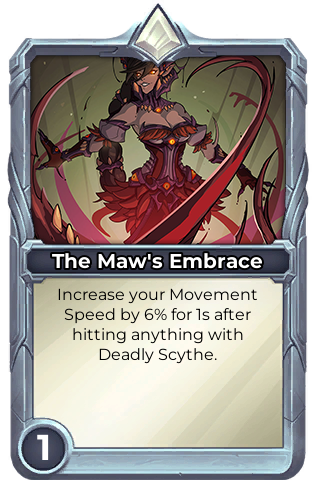 The Maw's Embrace
Increase your Movement
Speed by 6% for 1s after
hitting anything with
Deadly Scythe.
1